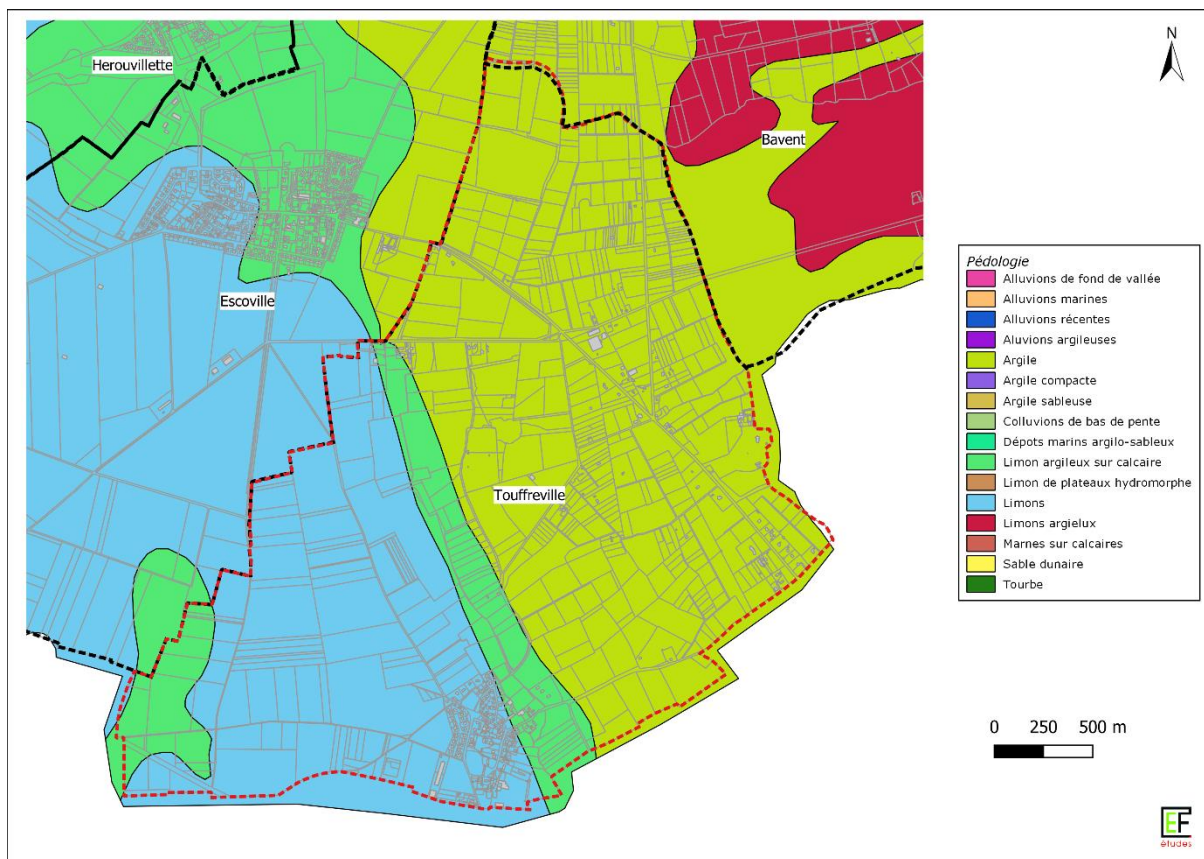 N
Herouvillette
Bavent
Escoville
Touffreville
Pédologie
Alluvions de fond de vallée
Alluvions marines
Alluvions récentes
Aluvions argileuses
Argile
Argile compacte
Argile sableuse
Colluvions de bas de pente
Dépots marins argilo-sableux
Limon argileux sur calcaire
Limon de plateaux hydromorphe
Limons
Limons argielux
Marnes sur calcaires
Sable dunaire
Tourbe
0 250 500 m
EF
études